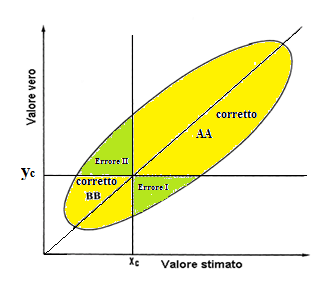 Valore vero
corretto
AA
Errore II
yc
corretto
BB
Errore I
xc
Valore stimato